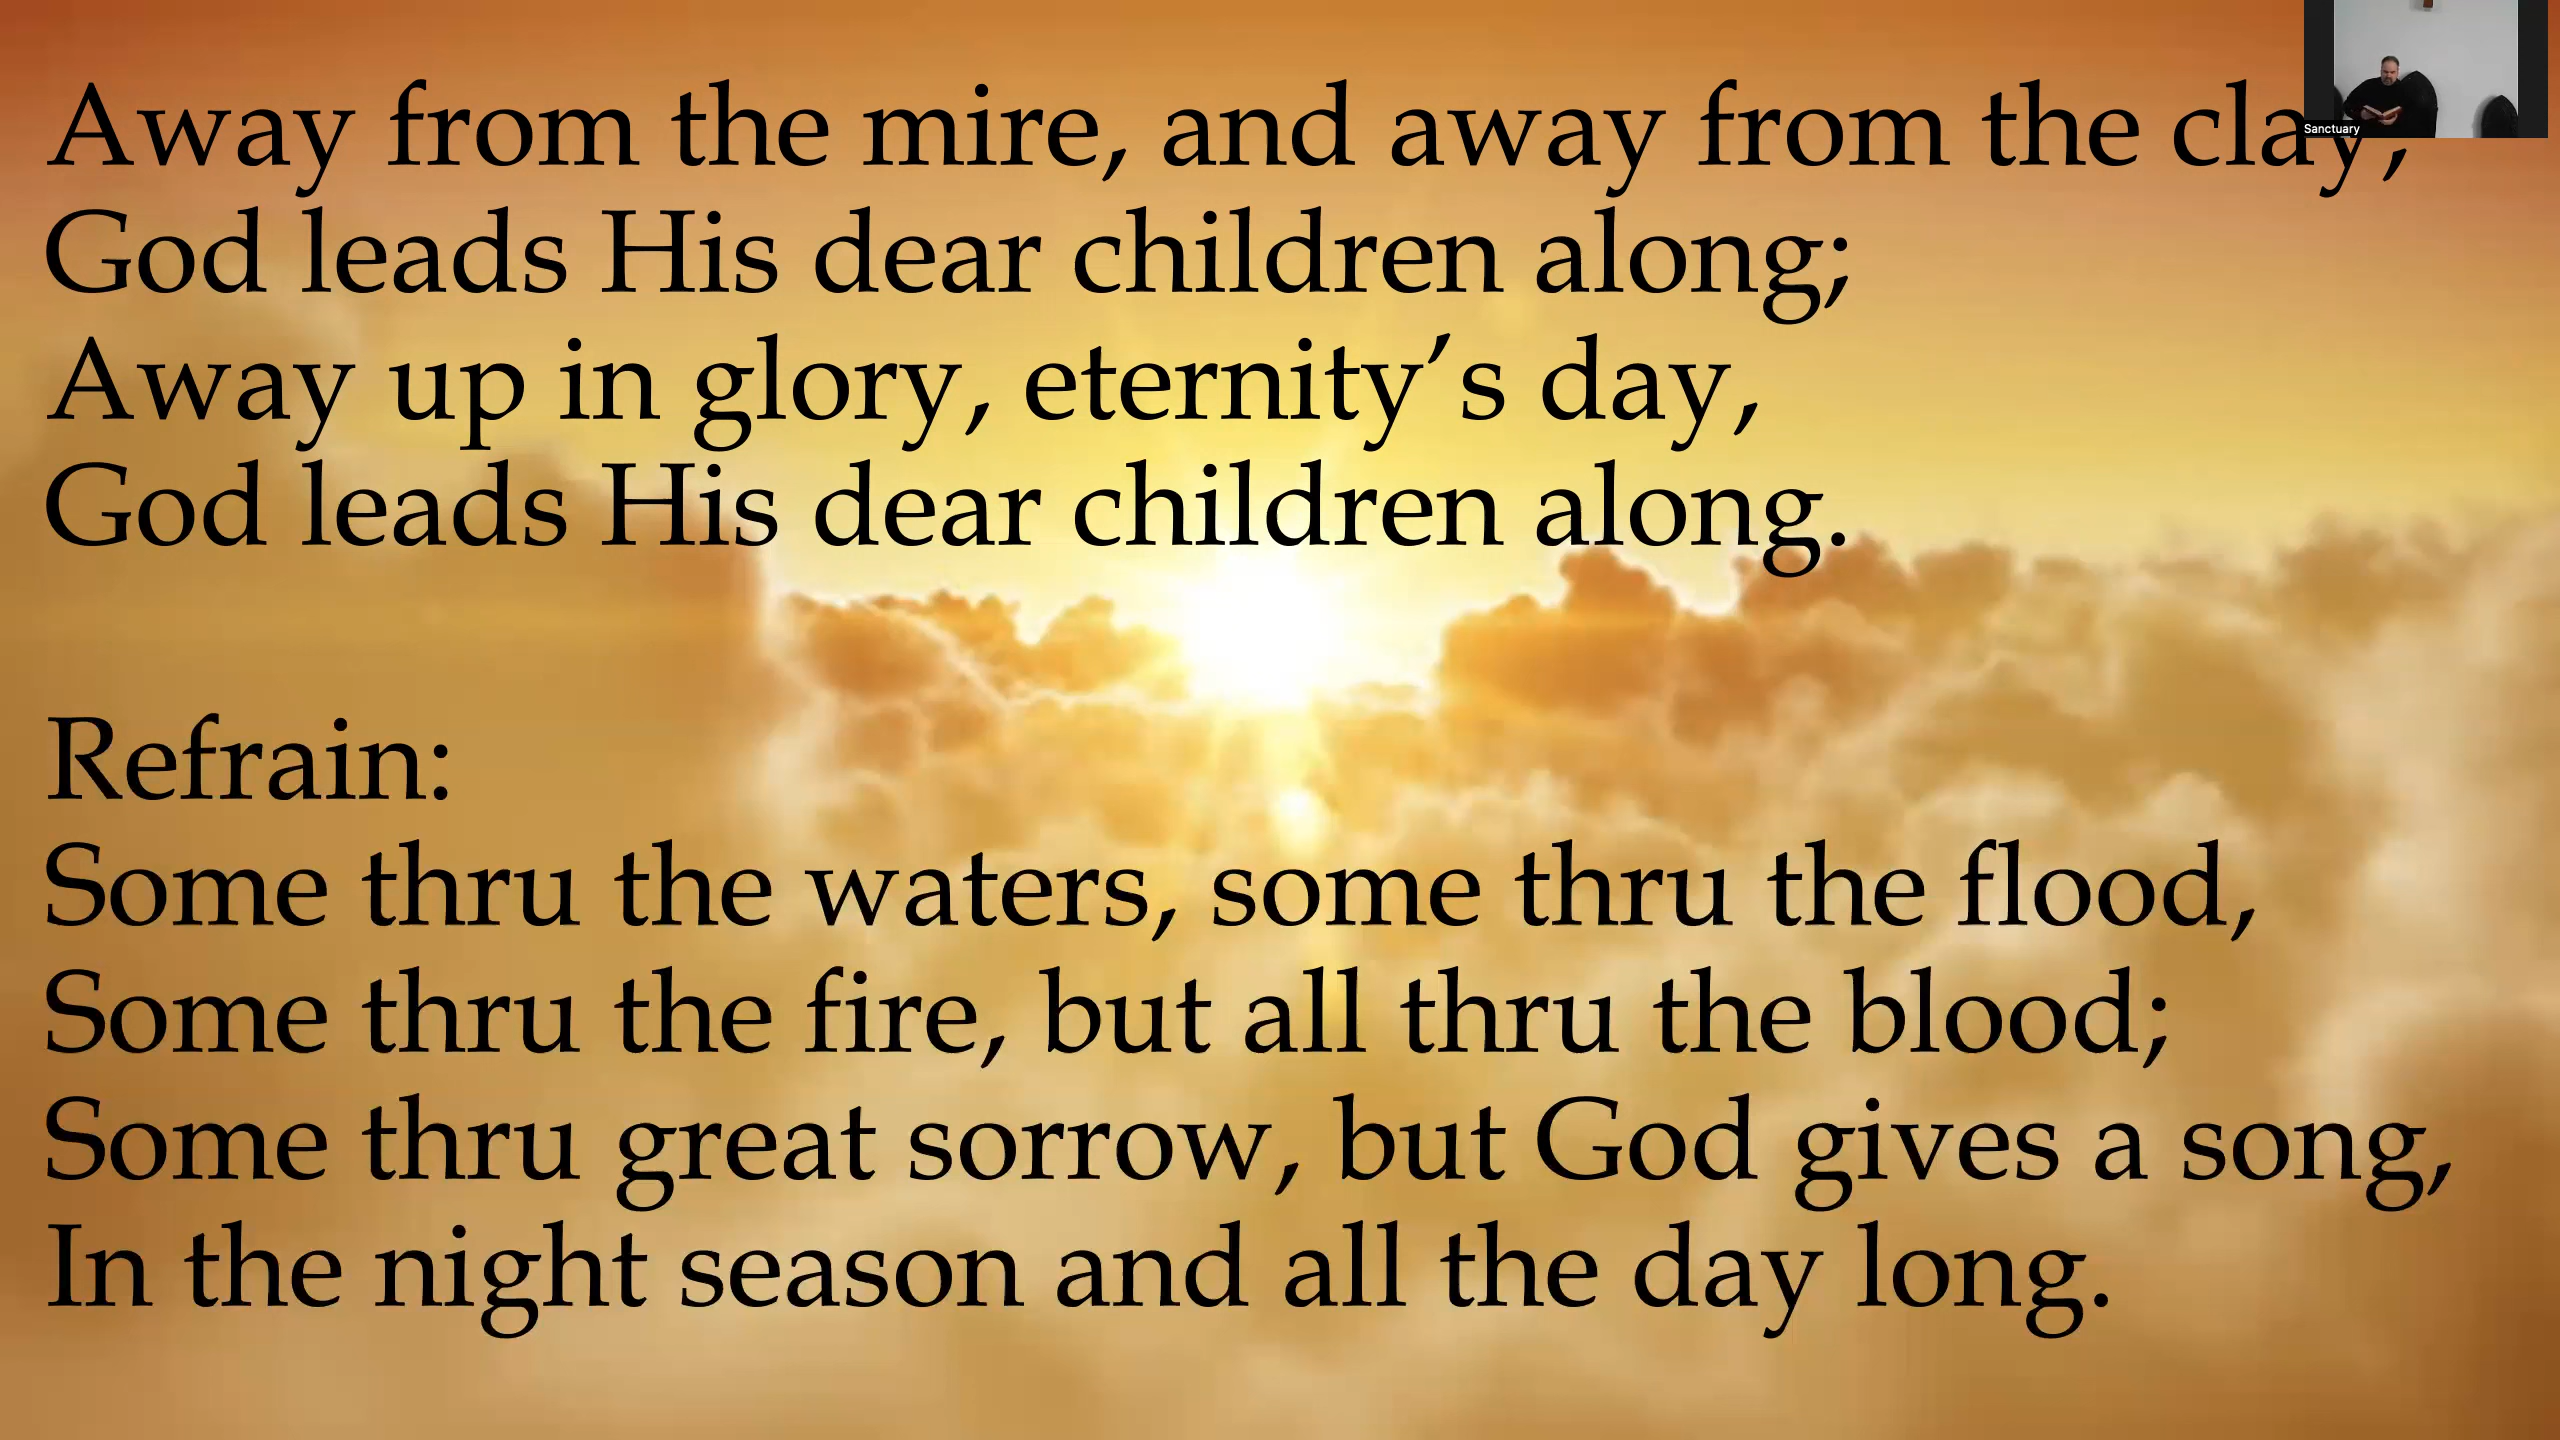 Away from the mire, and away from the clay,
God leads His dear children along;
Away up in glory, eternity’s day,
God leads His dear children along.
Refrain:
Some thru the waters, some thru the flood,
Some thru the fire, but all thru the blood;
Some thru great sorrow, but God gives a song,
In the night season and all the day long.
Sanctuary